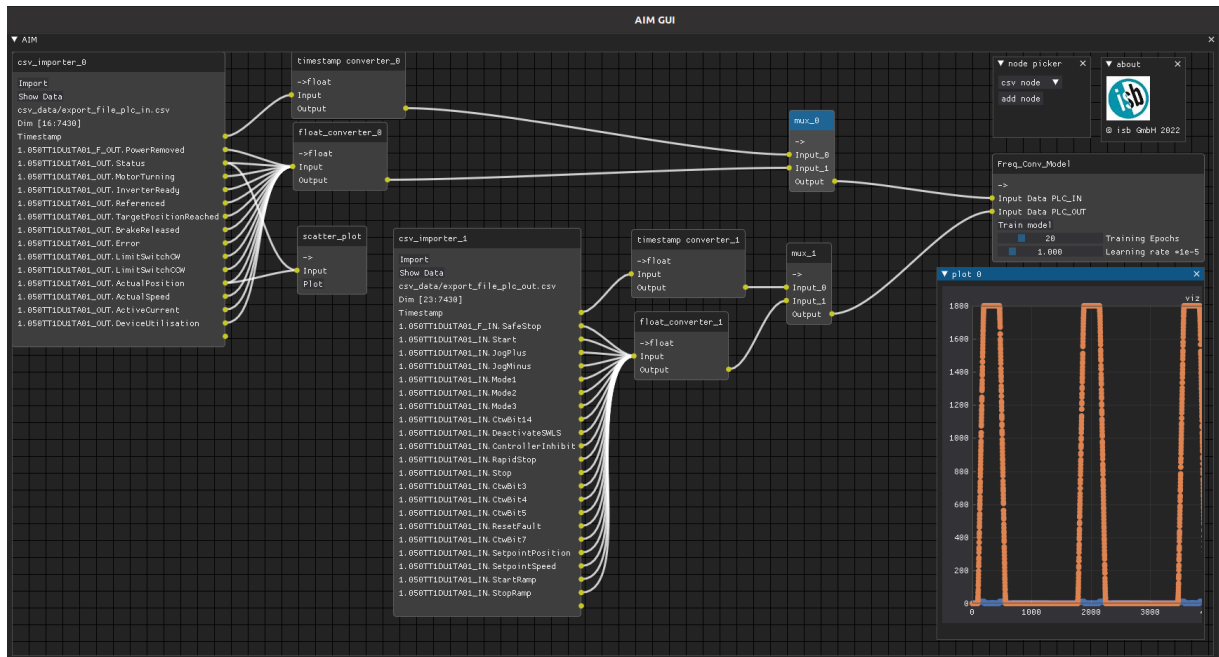 AIM GUI
AIM
csv_importer_0
Import
Show Data
csv_data/export_file_plc_in.csv
Dim [16:7430]
Timestamp
1.050TT1DU1TA01_F_OUT.PowerRemoved
1.050TT1DU1TA01_OUT.Status
1.050TT1DU1TA01_OUT.MotorTurning
1.050TT1DU1TA01_OUT.InverterReady
1.050TT1DU1TA01_OUT.Referenced
1.050TT1DU1TA01_OUT.TargetPositionReached
1.050TT1DU1TA01_OUT.BrakeReleased
1.050TT1DU1TA01_OUT.Error
1.050TT1DU1TA01_OUT.LimitSwitchCW
1.050TT1DU1TA01_OUT.LimitSwitchCCW
1.050TT1DU1TA01_OUT.ActualPosition
1.050TT1DU1TA01_OUT.ActualSpeed
1.050TT1DU1TA01_OUT.ActiveCurrent
1.050TT1DU1TA01_OUT.DeviceUtilisation
timestamp converter_0
->float
Input
Output
float_converter_0
->float
Input
Output
scatter_plot
->
Input
Plot
csv_importer_1
Import
Show Data
csv_data/export_file_plc_out.csv
Dim [23:7430]
Timestamp
1.050TT1DU1TA01_F_IN.SafeStop
1.050TT1DU1TA01_IN.Start
1.050TT1DU1TA01_IN.JogPlus
1.050TT1DU1TA01_IN.JogMinus
1.050TT1DU1TA01_IN.Mode1
1.050TT1DU1TA01_IN.Mode2
1.050TT1DU1TA01_IN.Mode3
1.050TT1DU1TA01_IN.CtwBit14
1.050TT1DU1TA01_IN.DeactivateSWLS
1.050TT1DU1TA01_IN.ControllerInhibit
1.050TT1DU1TA01_IN.RapidStop
1.050TT1DU1TA01_IN.Stop
1.050TT1DU1TA01_IN.CtwBit3
1.050TT1DU1TA01_IN.CtwBit4
1.050TT1DU1TA01_IN.CtwBit5
1.050TT1DU1TA01_IN.ResetFault
1.050TT1DU1TA01_IN.CtwBit7
1.050TT1DU1TA01_IN.SetpointPosition
1.050TT1DU1TA01_IN.SetpointSpeed
1.050TT1DU1TA01_IN.StartRamp
1.050TT1DU1TA01_IN.StopRamp
timestamp converter_1
->float
Input
Output
float_converter_1
->float
Input
Output
mux_0
->
Input_0
Input_1
Output
mux_1
->
Input_0
Input_1
Output
node picker
csv node
add node
about
isb
© isb GmbH 2022
Freq_Conv_Model
->
Input Data PLC_IN
Input Data PLC_OUT
Train model
20 Training Epochs
1.000 Learning rate *1e-5
plot 0
viz
1800
1600
1400
1200
1000
800
600
400
200
0
0 1000 2000 3000